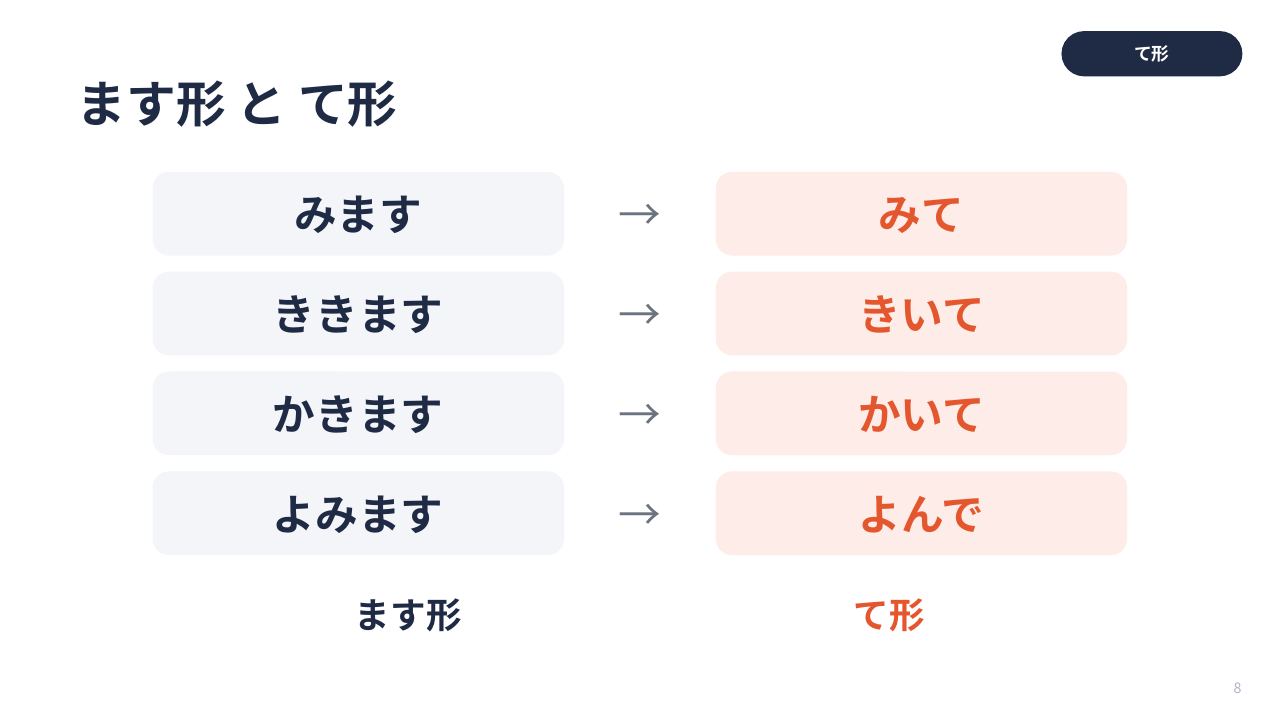 て形
ます形 と て形
みます → みて
ききます → きいて
かきます → かいて
よみます → よんで
ます形 て形
8